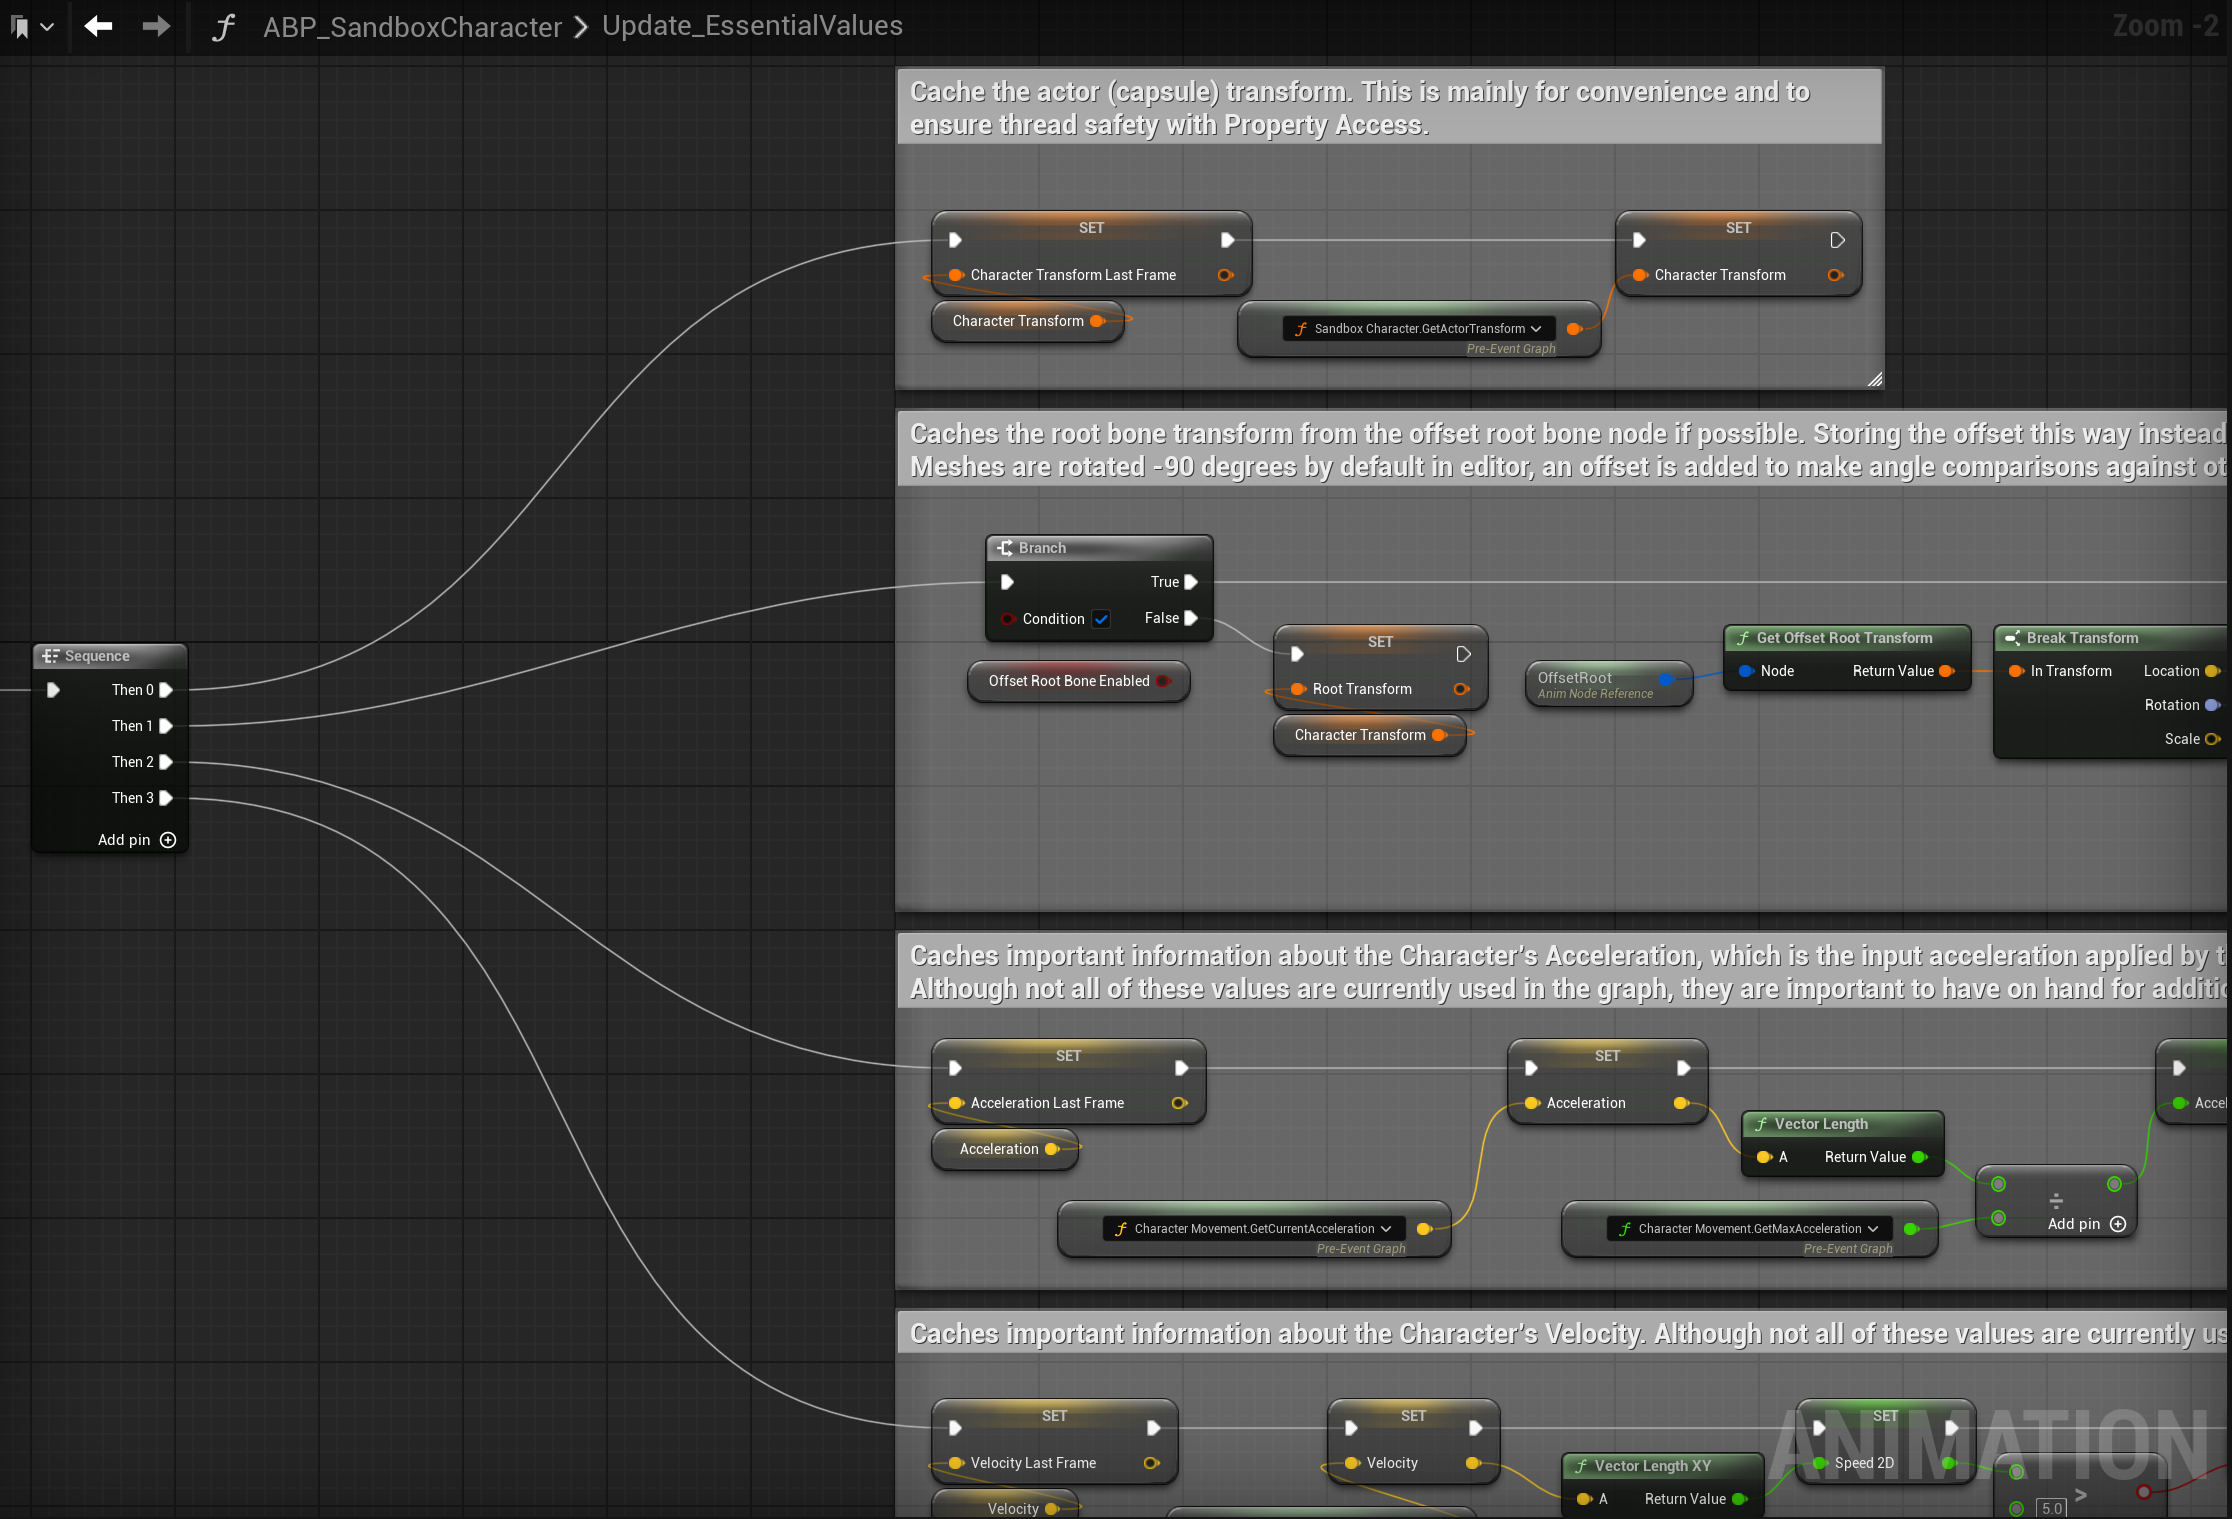 ABP_SandboxCharacter
Update_EssentialValues
Zoom -2
Cache the actor (capsule) transform. This is mainly for convenience and to
ensure thread safety with Property Access.
SET
Character Transform Last Frame
Character Transform
Sandbox Character.GetActorTransform
Pre-Event Graph
SET
Character Transform
Caches the root bone transform from the offset root bone node if possible. Storing the offset this way instead
Meshes are rotated -90 degrees by default in editor, an offset is added to make angle comparisons against ot
Branch
True
Condition
False
Offset Root Bone Enabled
SET
Root Transform
Character Transform
OffsetRoot
Anim Node Reference
Get Offset Root Transform
Node
Return Value
Break Transform
In Transform
Location
Rotation
Scale
Sequence
Then 0
Then 1
Then 2
Then 3
Add pin
Caches important information about the Character's Acceleration, which is the input acceleration applied by t
Although not all of these values are currently used in the graph, they are important to have on hand for additio
SET
Acceleration Last Frame
Acceleration
Character Movement.GetCurrentAcceleration
Pre-Event Graph
SET
Acceleration
Vector Length
A
Return Value
Character Movement.GetMaxAcceleration
Pre-Event Graph
÷
Add pin
Accel
Caches important information about the Character's Velocity. Although not all of these values are currently us
SET
Velocity Last Frame
Velocity
SET
Velocity
Vector Length XY
A
Return Value
SET
Speed 2D
>
5.0
ANIMATION